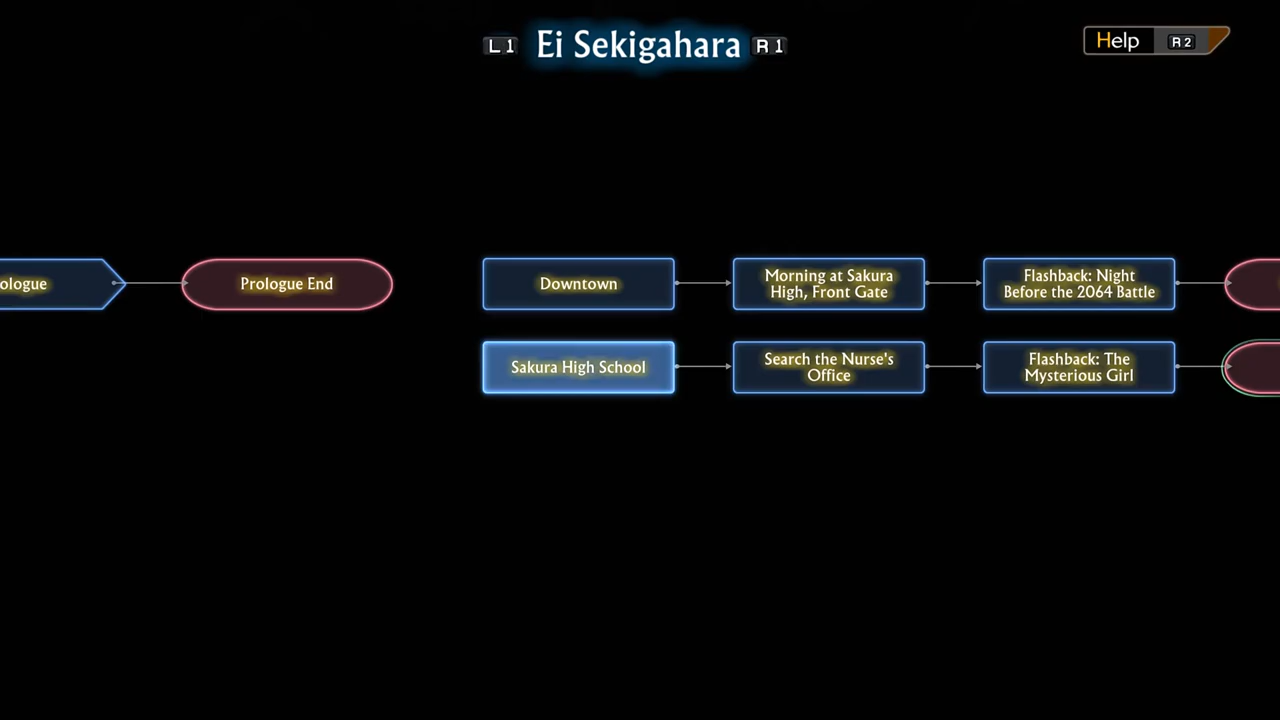 L1 Ei Sekigahara R1
Help R2
ologue
Prologue End
Downtown
Morning at Sakura
High, Front Gate
Flashback: Night
Before the 2064 Battle
Sakura High School
Search the Nurse's
Office
Flashback: The
Mysterious Girl